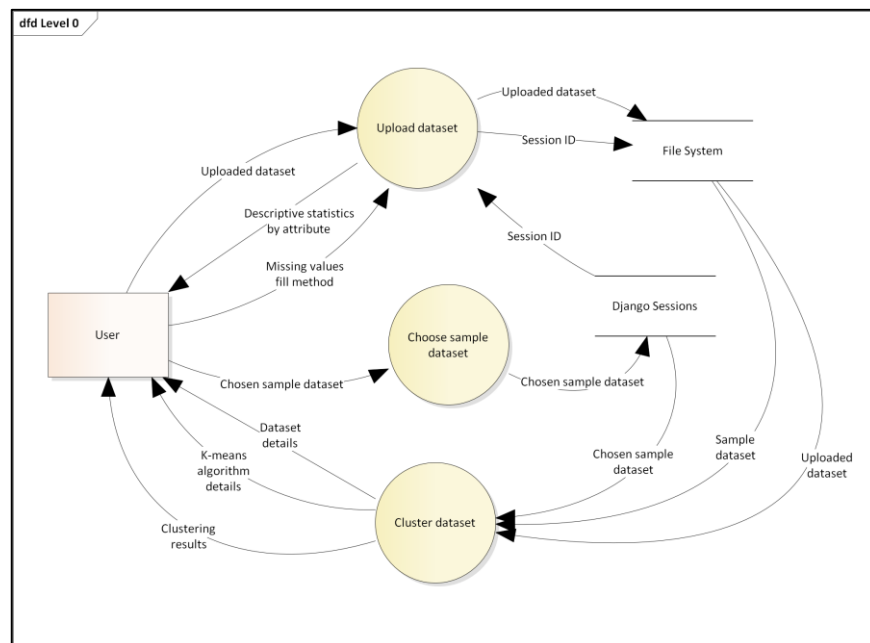 dfd Level 0
Upload dataset
Uploaded dataset
Session ID
File System
Uploaded dataset
Descriptive statistics
by attribute
Missing values
fill method
Session ID
User
Choose sample
dataset
Django Sessions
Chosen sample dataset
Chosen sample dataset
Dataset
details
K-means
algorithm
details
Clustering
results
Cluster dataset
Chosen sample
dataset
Sample
dataset
Uploaded
dataset